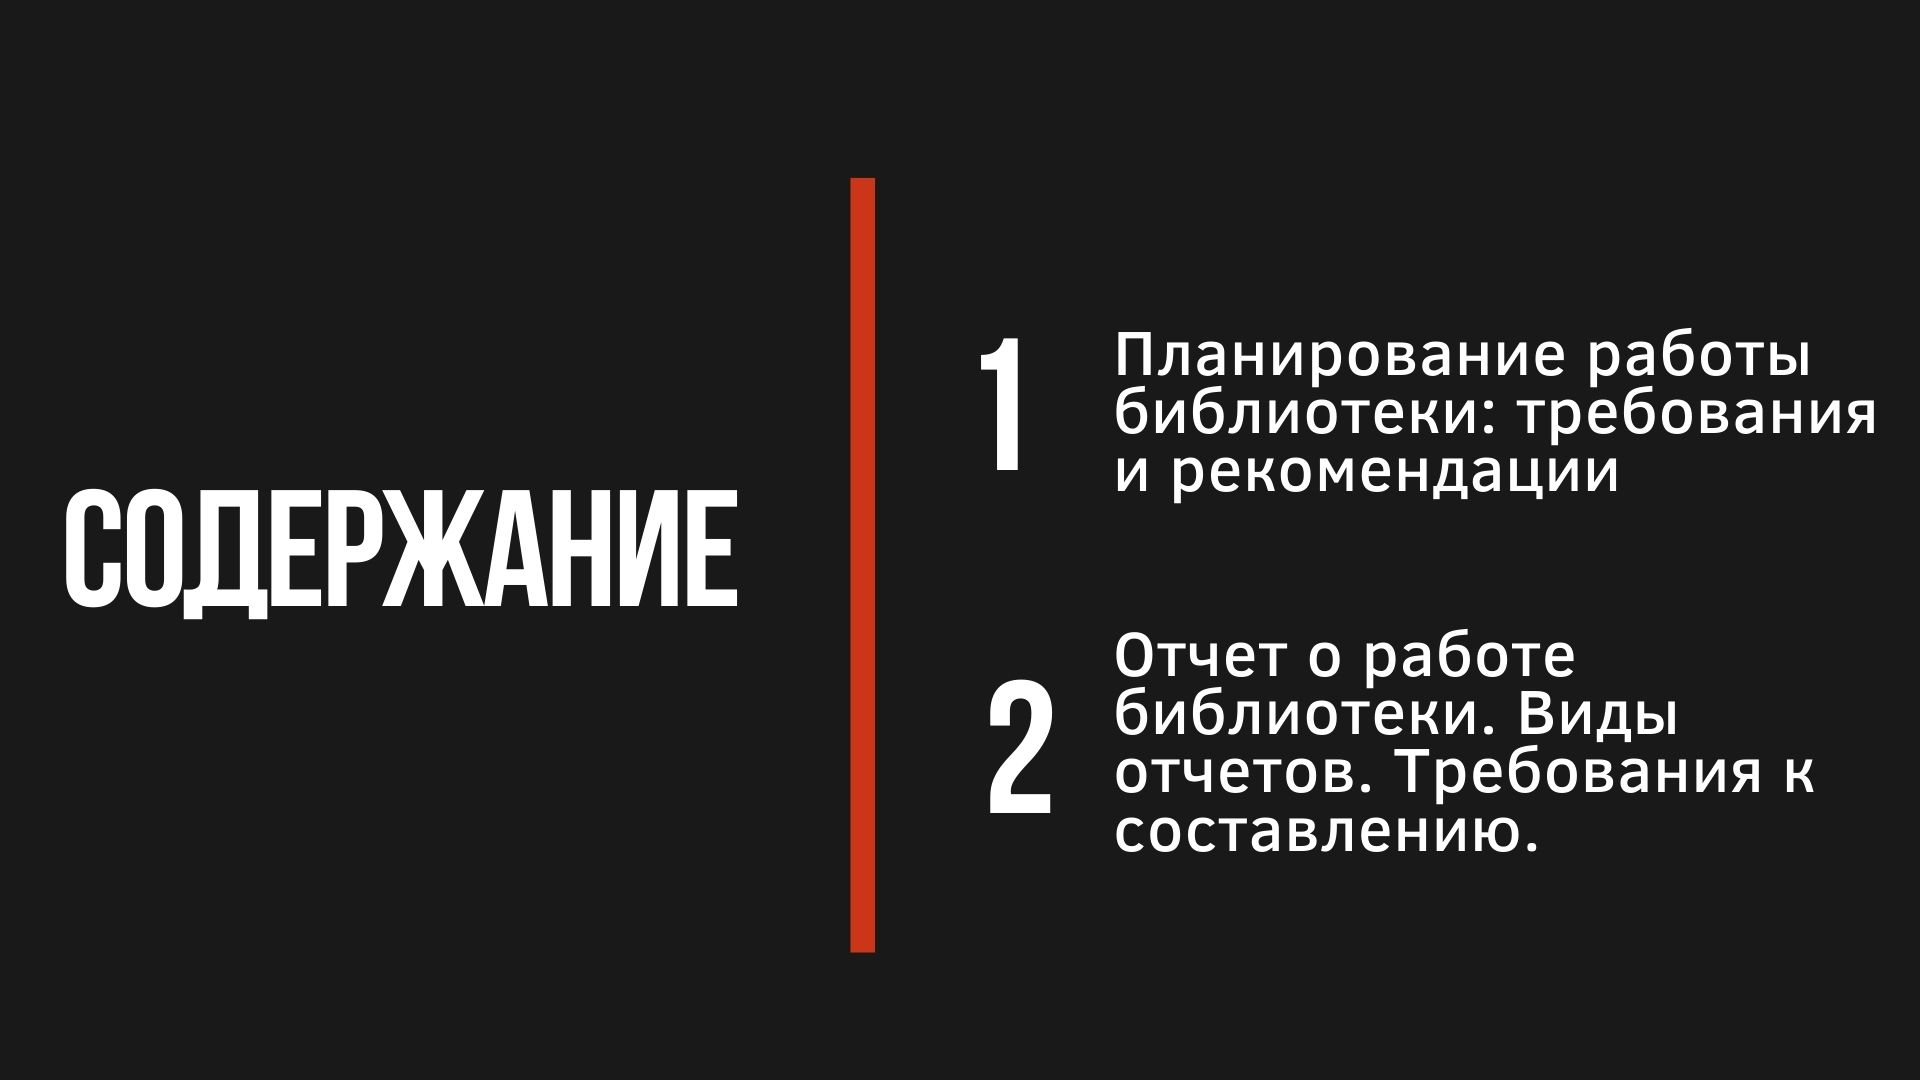 СОДЕРЖАНИЕ
1
Планирование работы
библиотеки: требования
и рекомендации
2
Отчет о работе
библиотеки. Виды
отчетов. Требования к
составлению.